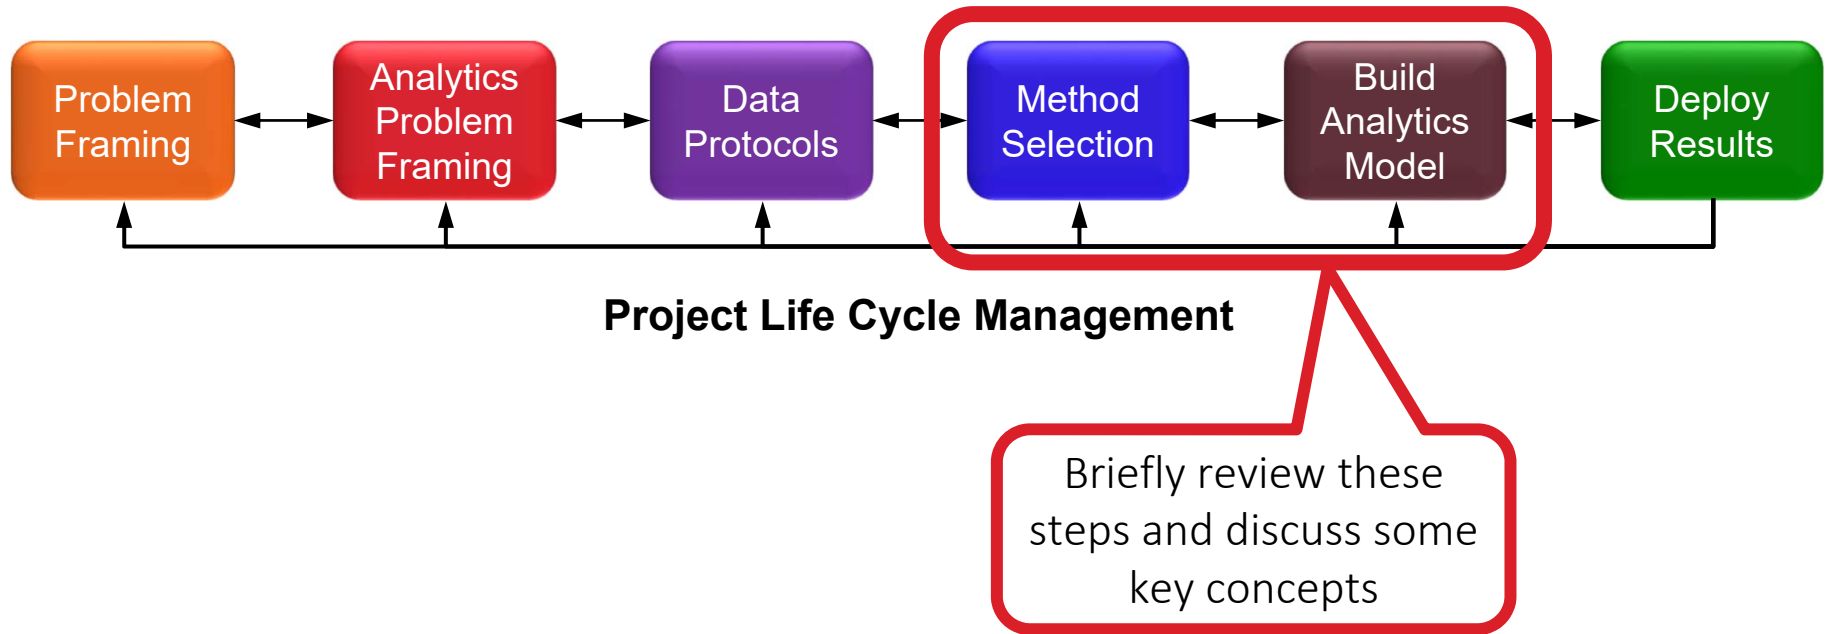 Problem
Framing
Analytics
Problem
Framing
Data
Protocols
Method
Selection
Build
Analytics
Model
Deploy
Results
Project Life Cycle Management
Briefly review these
steps and discuss some
key concepts